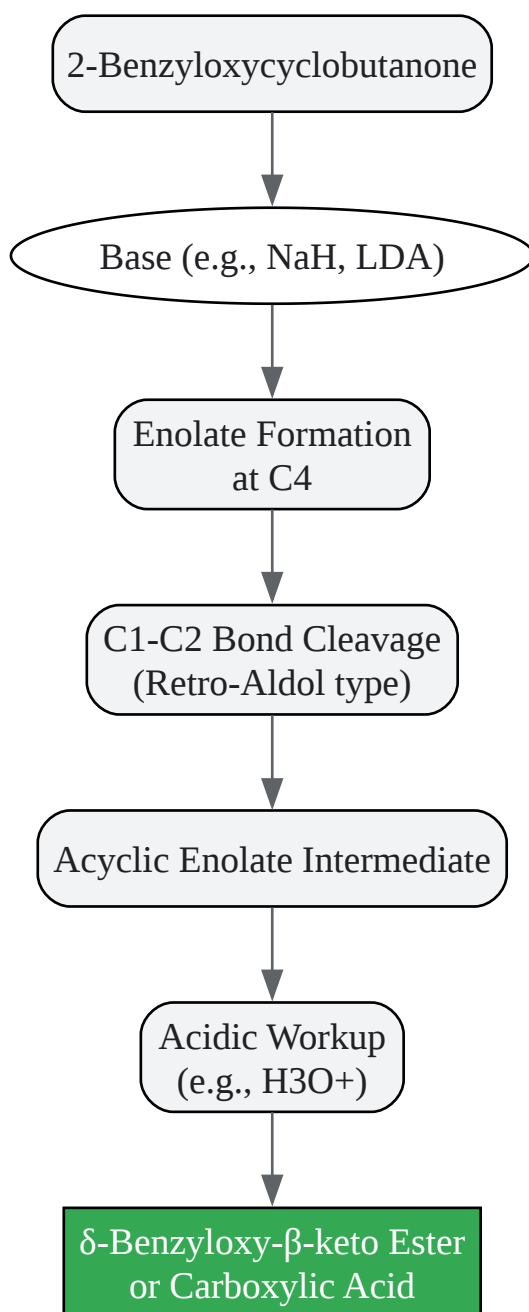 2-Benzyloxycyclobutanone
Base (e.g., NaH, LDA)
Enolate Formation
at C4
C1-C2 Bond Cleavage
(Retro-Aldol type)
Acyclic Enolate Intermediate
Acidic Workup
(e.g., H3O+)
δ-Benzyloxy-β-keto Ester
or Carboxylic Acid